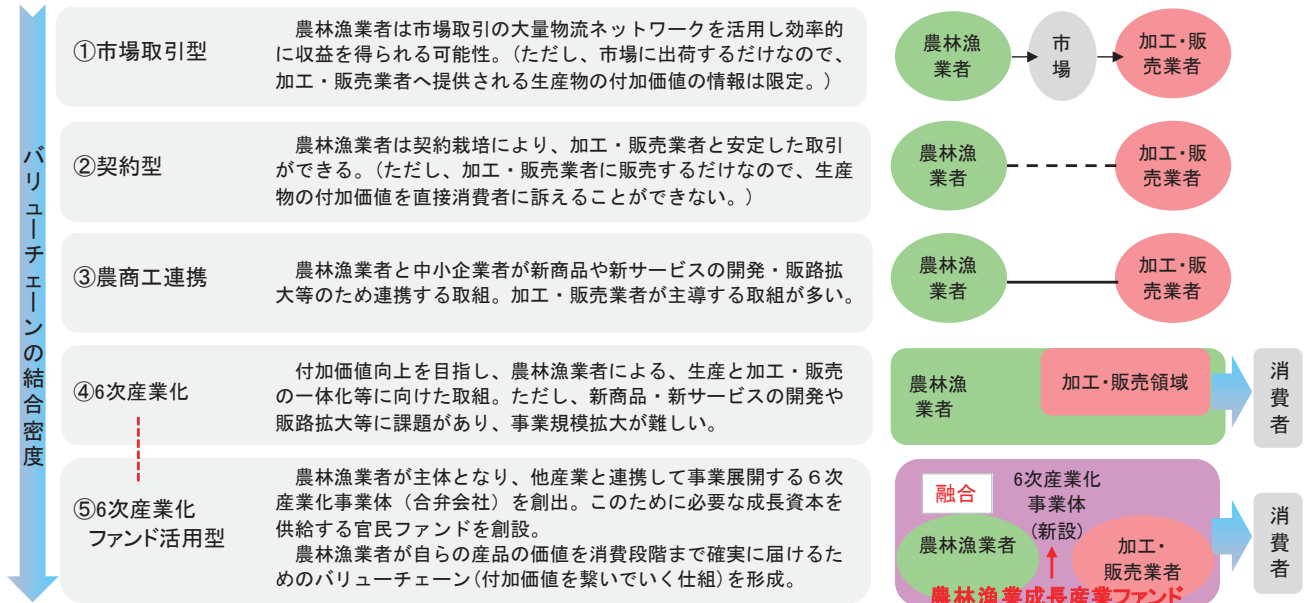 バリューチェーンの結合密度
①市場取引型
農林漁業者は市場取引の大量物流ネットワークを活用し効率的
に収益を得られる可能性。(ただし、市場に出荷するだけなので、
加工・販売業者へ提供される生産物の付加価値の情報は限定。)
農林漁
業者
市
場
加工・販
売業者
②契約型
農林漁業者は契約栽培により、加工・販売業者と安定した取引
ができる。(ただし、加工・販売業者に販売するだけなので、生産
物の付加価値を直接消費者に訴えることができない。)
農林漁
業者
加工・販
売業者
③農商工連携
農林漁業者と中小企業者が新商品や新サービスの開発・販路拡
大等のため連携する取組。加工・販売業者が主導する取組が多い。
農林漁
業者
加工・販
売業者
④6次産業化
付加価値向上を目指し、農林漁業者による、生産と加工・販売
の一体化等に向けた取組。ただし、新商品・新サービスの開発や
販路拡大等に課題があり、事業規模拡大が難しい。
農林漁
業者
加工・販売領域
消費者
⑤6次産業化
ファンド活用型
農林漁業者が主体となり、他産業と連携して事業展開する６次
産業化事業体（合弁会社）を創出。このために必要な成長資本を
供給する官民ファンドを創設。
農林漁業者が自らの産品の価値を消費段階まで確実に届けるた
めのバリューチェーン(付加価値を繋いでいく仕組)を形成。
融合
6次産業化
事業体
(新設)
農林漁業者
加工・
販売業者
農林漁業成長産業ファンド
消費者